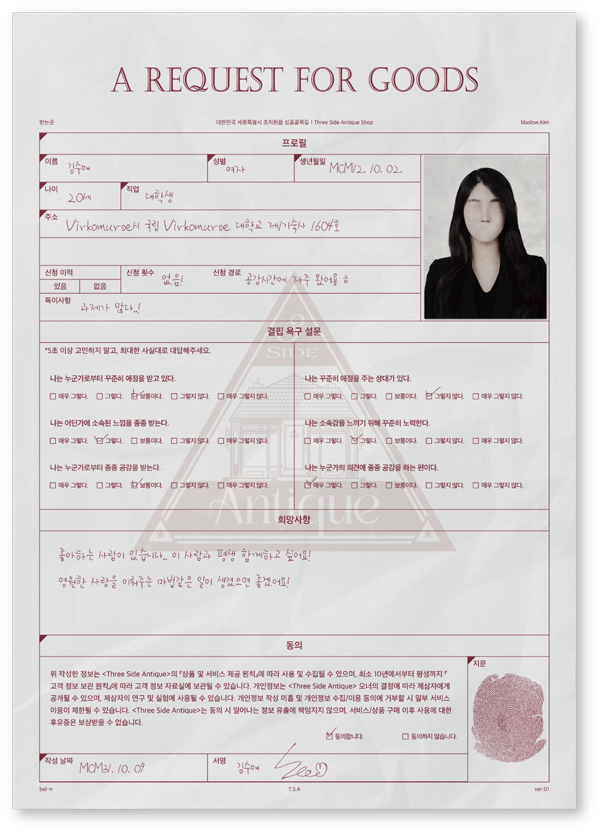 A REQUEST FOR GOODS
받는곳
대한민국 세종특별시 조치원읍 섭골골목길 I Three Side Antique Shop
Maslow.Kim
프로필
이름 김수애
성별 여자
생년월일 MCM12. 10. 02.
나이 20세
직업 대학생
주소 Virkomurse시 국립 Virkomurse 대학교 제1기숙사 1604호
신청 이력
있음 없음
신청 횟수 없음!
신청 경로 공강시간에 자주 왔어욤 ㅎ
특이사항 과제가 많다..!
결핍 욕구 설문
*5초 이상 고민하지 말고, 최대한 사실대로 대답해주세요.
나는 누군가로부터 꾸준히 애정을 받고 있다.
매우 그렇다. 그렇다. 보통이다. 그렇지 않다. 매우 그렇지 않다.
나는 꾸준히 애정을 주는 상대가 있다.
매우 그렇다. 그렇다. 보통이다. 그렇지 않다. 매우 그렇지 않다.
나는 어딘가에 소속된 느낌을 종종 받는다.
매우 그렇다. 그렇다. 보통이다. 그렇지 않다. 매우 그렇지 않다.
나는 소속감을 느끼기 위해 꾸준히 노력한다.
매우 그렇다. 그렇다. 보통이다. 그렇지 않다. 매우 그렇지 않다.
나는 누군가로부터 종종 공감을 받는다.
매우 그렇다. 그렇다. 보통이다. 그렇지 않다. 매우 그렇지 않다.
나는 누군가의 의견에 종종 공감을 하는 편이다.
매우 그렇다. 그렇다. 보통이다. 그렇지 않다. 매우 그렇지 않다.
3
SIDE
Antique
희망사항
좋아하는 사람이 있습니다.. 이 사람과 평생 함께하고 싶어요!
영원한 사랑을 이뤄주는 마법같은 일이 생겼으면 좋겠어요!
동의
위 작성한 정보는 <Three Side Antique>의 『상품 및 서비스 제공 원칙』에 따라 사용 및 수집될 수 있으며, 최소 10년에서부터 평생까지 『
고객 정보 보관 원칙』에 따라 고객 정보 자료실에 보관될 수 있습니다. 개인정보는 <Three Side Antique> 오너의 결정에 따라 제삼자에게
공개될 수 있으며, 제삼자의 연구 및 실험에 사용될 수 있습니다. 개인정보 작성 미흡 및 개인정보 수집/이용 동의에 거부할 시 일부 서비스
이용이 제한될 수 있습니다. <Three Side Antique>는 동의 시 일어나는 정보 유출에 책임지지 않으며, 서비스/상품 구매 이후 사용에 대한
후유증은 보상받을 수 없습니다.
동의합니다. 동의하지 않습니다.
지문
작성 날짜 MCM31. 10. 09
서명 김수애
bel-n
T.S.A
ver.01